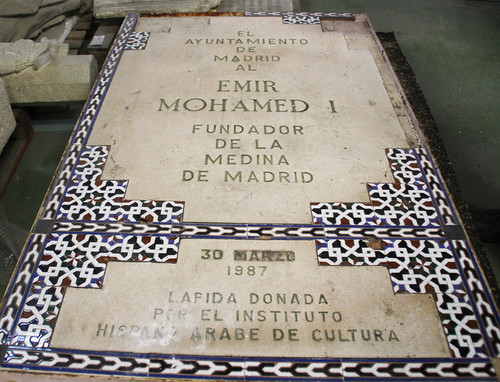 EL
AYUNTAMIENTO
DE
MADRID
AL
EMIR
MOHAMED I
FUNDADOR
DE LA
MEDINA
DE MADRID
30 MARZO
1987
LAPIDA DONADA
POR EL INSTITUTO
HISPANO ARABE DE CULTURA